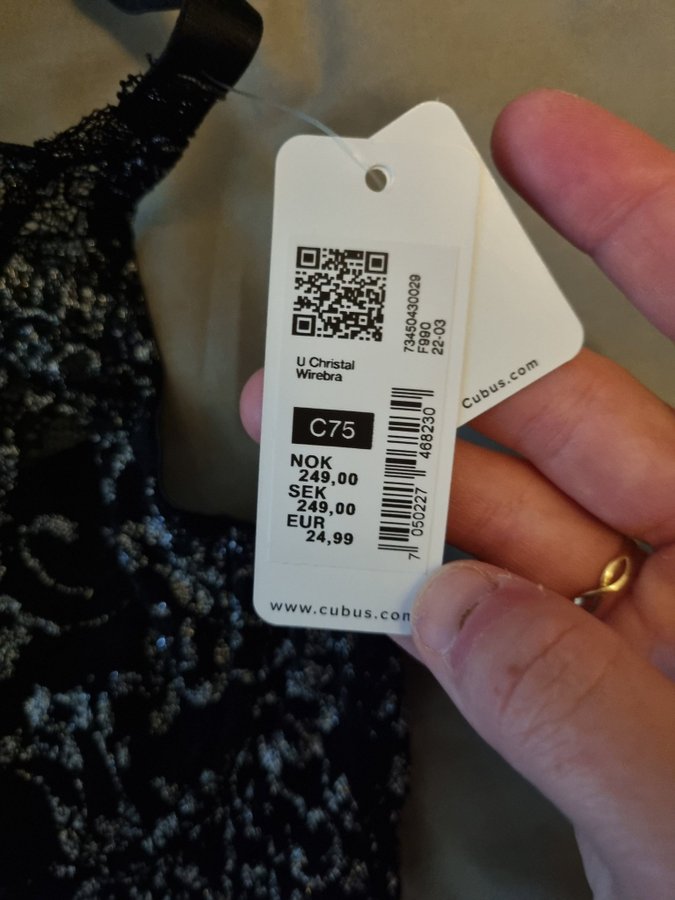 73450430029
F990
22-03
U Christal
Wirebra
C75
NOK
249,00
SEK
249,00
EUR
24,99
7 050227 468230
www.cubus.com
Cubus.com